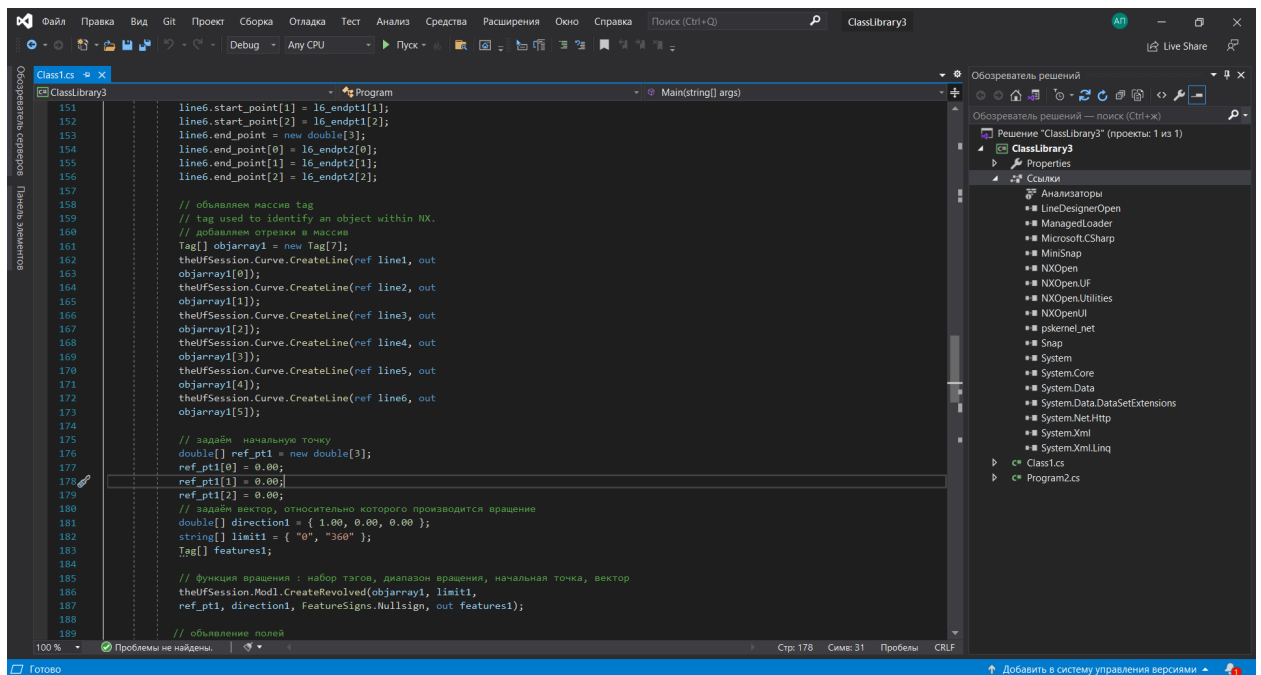 Файл Правка Вид Git Проект Сборка Отладка Тест Анализ Средства Расширения Окно Справка Поиск (Ctrl+Q) ClassLibrary3 АП
Debug Any CPU Пуск Live Share
Обозреватель серверов
Панель элементов
Class1.cs
ClassLibrary3 Program Main(string[] args)
151 line6.start_point[1] = l6_endpt1[1];
152 line6.start_point[2] = l6_endpt1[2];
153 line6.end_point = new double[3];
154 line6.end_point[0] = l6_endpt2[0];
155 line6.end_point[1] = l6_endpt2[1];
156 line6.end_point[2] = l6_endpt2[2];
157
158 // объявляем массив tag
159 // tag used to identify an object within NX.
160 // добавляем отрезки в массив
161 Tag[] objarray1 = new Tag[7];
162 theUfSession.Curve.CreateLine(ref line1, out
163 objarray1[0]);
164 theUfSession.Curve.CreateLine(ref line2, out
165 objarray1[1]);
166 theUfSession.Curve.CreateLine(ref line3, out
167 objarray1[2]);
168 theUfSession.Curve.CreateLine(ref line4, out
169 objarray1[3]);
170 theUfSession.Curve.CreateLine(ref line5, out
171 objarray1[4]);
172 theUfSession.Curve.CreateLine(ref line6, out
173 objarray1[5]);
174
175 // задаём  начальную точку
176 double[] ref_pt1 = new double[3];
177 ref_pt1[0] = 0.00;
178 ref_pt1[1] = 0.00;
179 ref_pt1[2] = 0.00;
180 // задаём вектор, относительно которого производится вращение
181 double[] direction1 = { 1.00, 0.00, 0.00 };
182 string[] limit1 = { "0", "360" };
183 Tag[] features1;
184
185 // функция вращения : набор тэгов, диапазон вращения, начальная точка, вектор
186 theUfSession.Modl.CreateRevolved(objarray1, limit1,
187 ref_pt1, direction1, FeatureSigns.Nullsign, out features1);
188
189 // объявление полей
100 % Проблемы не найдены. Стр: 178 Симв: 31 Пробелы CRLF
Обозреватель решений
Обозреватель решений — поиск (Ctrl+ж)
Решение "ClassLibrary3" (проекты: 1 из 1)
C# ClassLibrary3
Properties
Ссылки
Анализаторы
LineDesignerOpen
ManagedLoader
Microsoft.CSharp
MiniSnap
NXOpen
NXOpen.UF
NXOpen.Utilities
NXOpenUI
pskernel_net
Snap
System
System.Core
System.Data
System.Data.DataSetExtensions
System.Net.Http
System.Xml
System.Xml.Linq
C# Class1.cs
C# Program2.cs
Готово Добавить в систему управления версиями 1